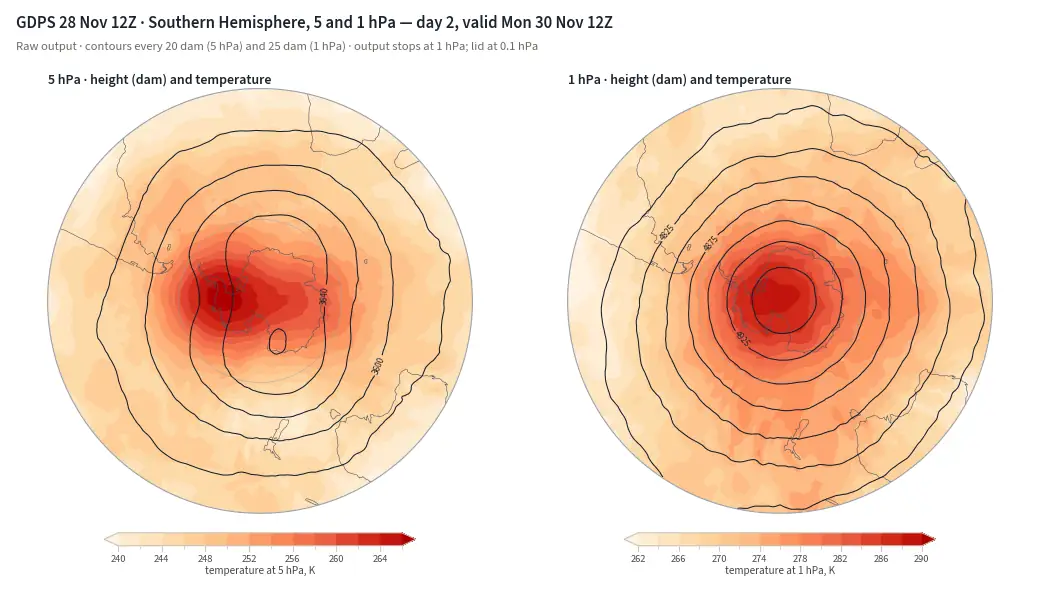 GDPS 28 Nov 12Z · Southern Hemisphere, 5 and 1 hPa — day 2, valid Mon 30 Nov 12Z
Raw output · contours every 20 dam (5 hPa) and 25 dam (1 hPa) · output stops at 1 hPa; lid at 0.1 hPa
5 hPa · height (dam) and temperature
1 hPa · height (dam) and temperature
4825
4875
3640
4925
3600
240 244 248 252 256 260 264
262 266 270 274 278 282 286 290
temperature at 5 hPa, K
temperature at 1 hPa, K